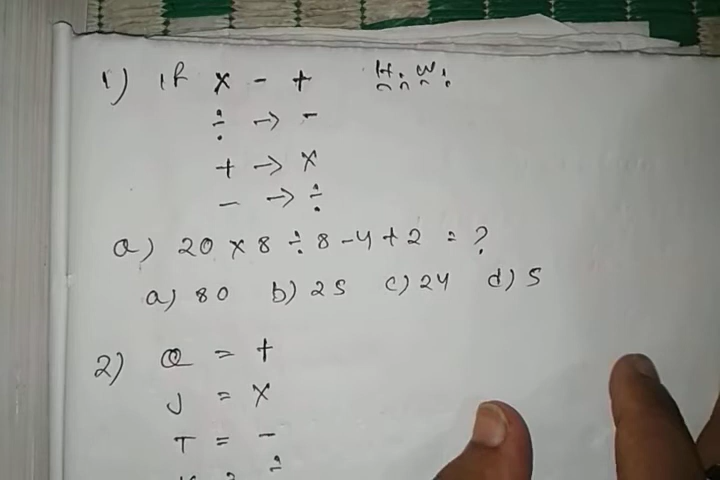 1) If × - +
H.W:
÷ → -
+ → ×
- → ÷
a) 20 × 8 ÷ 8 - 4 + 2 = ?
a) 80 b) 25 c) 24 d) 5
2) Q = +
J = ×
T = -
= ÷